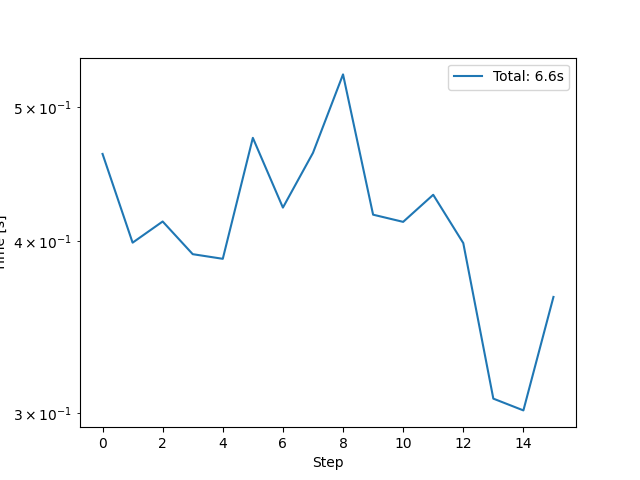 Total: 6.6s
5 × 10⁻¹
4 × 10⁻¹
3 × 10⁻¹
0 2 4 6 8 10 12 14
Step
[s]